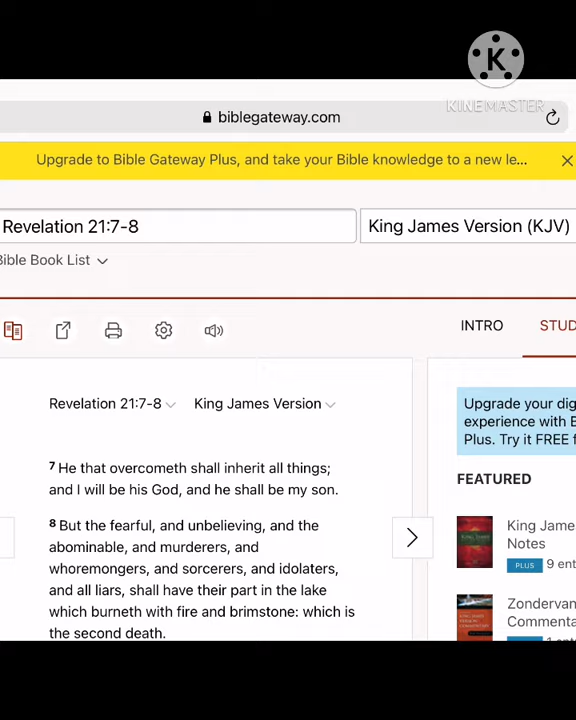 K
KINEMASTER
biblegateway.com
Upgrade to Bible Gateway Plus, and take your Bible knowledge to a new le...
Revelation 21:7-8
King James Version (KJV)
Bible Book List
INTRO
STUD
Revelation 21:7-8
King James Version
7 He that overcometh shall inherit all things;
and I will be his God, and he shall be my son.
8 But the fearful, and unbelieving, and the
abominable, and murderers, and
whoremongers, and sorcerers, and idolaters,
and all liars, shall have their part in the lake
which burneth with fire and brimstone: which is
the second death.
Upgrade your dig
experience with B
Plus. Try it FREE f
FEATURED
King Jame
Notes
PLUS 9 ent
Zondervan
Commenta